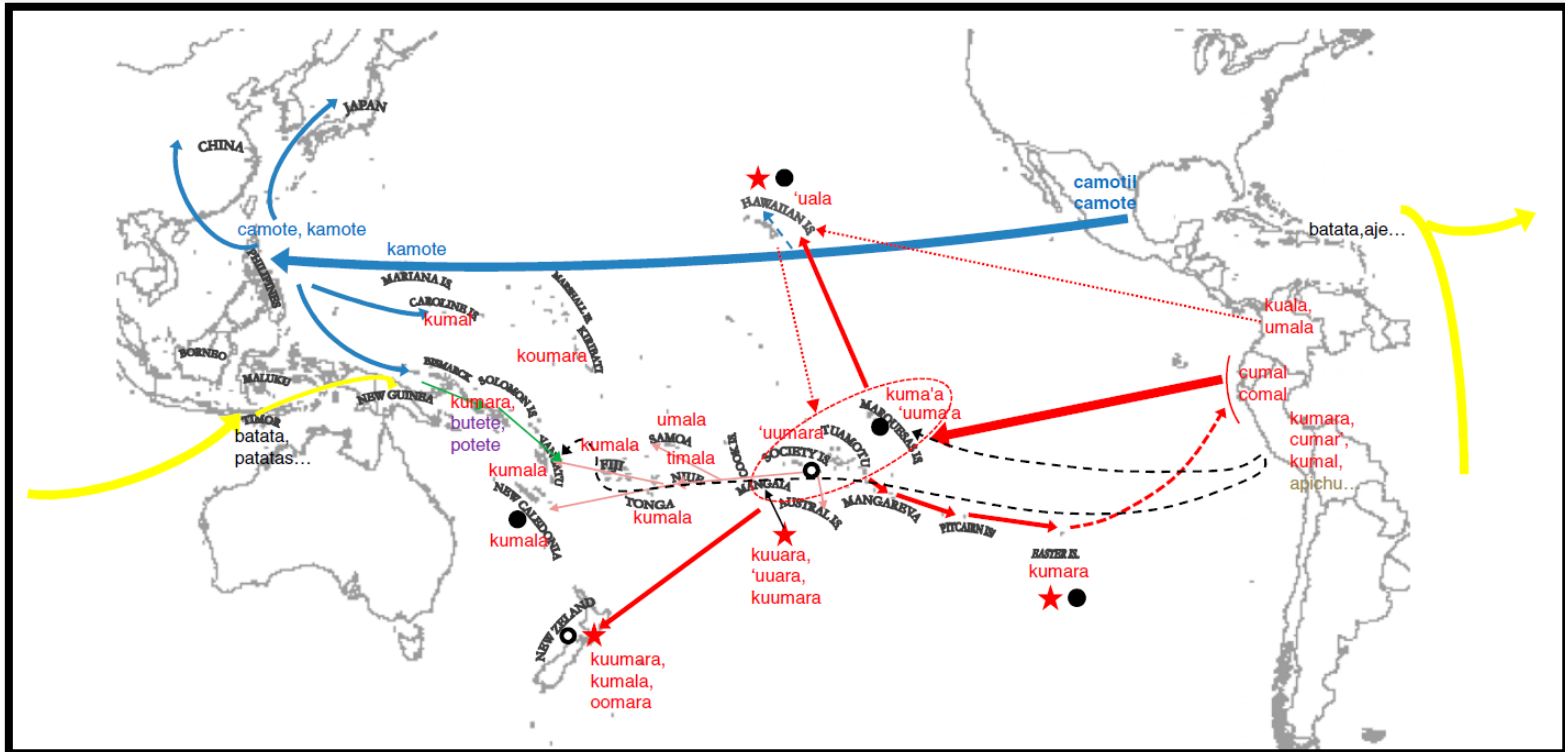 JAPAN
CHINA
camotil
camote
'uala
HAWAIIAN IS
camote, kamote
kamote
batata,aje…
PHILIPINES
MARIANA IS
MARSHALL IS
CAROLINE IS
kumal
kuala,
umala
KIRIBATI
koumara
BORNEO
BISMARCK
MALUKU
SOLOMON IS
NEW GUINEA
cumal
comal
kuma'a
'uuma'a
MARQUESAS IS
kumara,
butete,
potete
TIMOR
batata,
patatas…
umala
SAMOA
timala
'uumara
TUAMOTU
SOCIETY IS
kumara,
cumar',
kumal,
apichu…
VANUATU
kumala
FIJI
kumala
NIUE
COOK IS
MANGAIA
AUSTRAL IS
MANGAREVA
TONGA
kumala
NEW CALEDONIA
kumala
PITCAIRN IS
EASTER IS.
kumara
kuuara,
'uuara,
kuumara
NEW ZELAND
kuumara,
kumala,
oomara